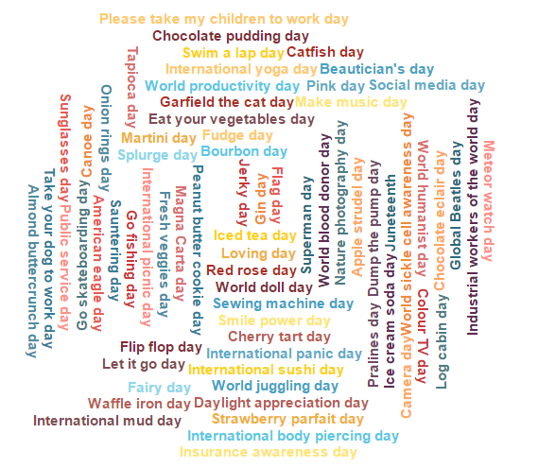 Please take my children to work day
Chocolate pudding day
Swim a lap day
Catfish day
International yoga day
Beautician's day
World productivity day
Pink day
Social media day
Garfield the cat day
Make music day
Eat your vegetables day
Martini day
Fudge day
Splurge day
Bourbon day
Tapioca day
Onion rings day
Canoe day
Sunglasses day
Public service day
Take your dog to work day
Almond buttercrunch day
Go skateboarding day
American eagle day
Sauntering day
Go fishing day
International picnic day
Fresh veggies day
Magna Carta day
Peanut butter cookie day
Jerky day
Gin day
Flag day
Iced tea day
Loving day
Red rose day
World doll day
Sewing machine day
Smile power day
Cherry tart day
International panic day
International sushi day
World juggling day
Superman day
World blood donor day
Nature photography day
Apple strudel day
Dump the pump day
Pralines day
Juneteenth
Ice cream soda day
World sickle cell awareness day
Camera day
World humanist day
Colour TV day
Chocolate eclair day
Log cabin day
Global Beatles day
Industrial workers of the world day
Meteor watch day
Flip flop day
Let it go day
Fairy day
Waffle iron day
Daylight appreciation day
International mud day
Strawberry parfait day
International body piercing day
Insurance awareness day